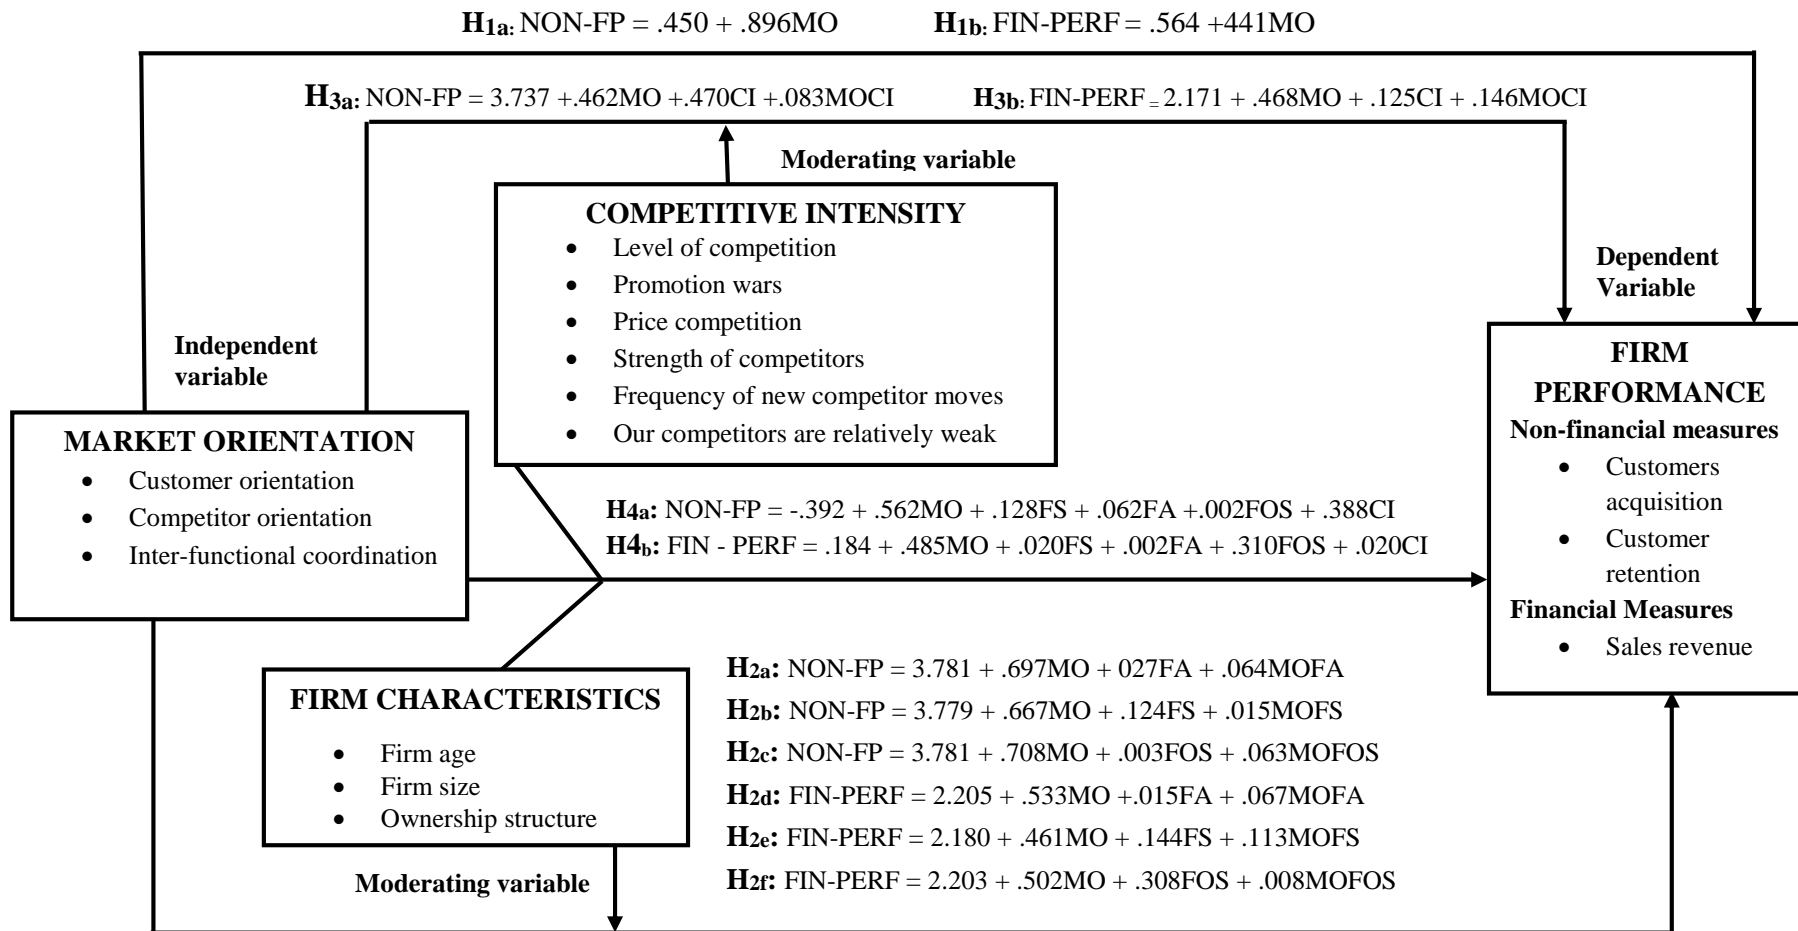 H1a: NON-FP = .450 + .896MO
H1b: FIN-PERF = .564 +441MO
H3a: NON-FP = 3.737 +.462MO +.470CI +.083MOCI
H3b: FIN-PERF = 2.171 + .468MO + .125CI + .146MOCI
Moderating variable
COMPETITIVE INTENSITY
• Level of competition
• Promotion wars
• Price competition
• Strength of competitors
• Frequency of new competitor moves
• Our competitors are relatively weak
Dependent
Variable
Independent
variable
MARKET ORIENTATION
• Customer orientation
• Competitor orientation
• Inter-functional coordination
FIRM
PERFORMANCE
Non-financial measures
• Customers
acquisition
• Customer
retention
Financial Measures
• Sales revenue
H4a: NON-FP = -.392 + .562MO + .128FS + .062FA +.002FOS + .388CI
H4b: FIN - PERF = .184 + .485MO + .020FS + .002FA + .310FOS + .020CI
FIRM CHARACTERISTICS
• Firm age
• Firm size
• Ownership structure
Moderating variable
H2a: NON-FP = 3.781 + .697MO + 027FA + .064MOFA
H2b: NON-FP = 3.779 + .667MO + .124FS + .015MOFS
H2c: NON-FP = 3.781 + .708MO + .003FOS + .063MOFOS
H2d: FIN-PERF = 2.205 + .533MO +.015FA + .067MOFA
H2e: FIN-PERF = 2.180 + .461MO + .144FS + .113MOFS
H2f: FIN-PERF = 2.203 + .502MO + .308FOS + .008MOFOS